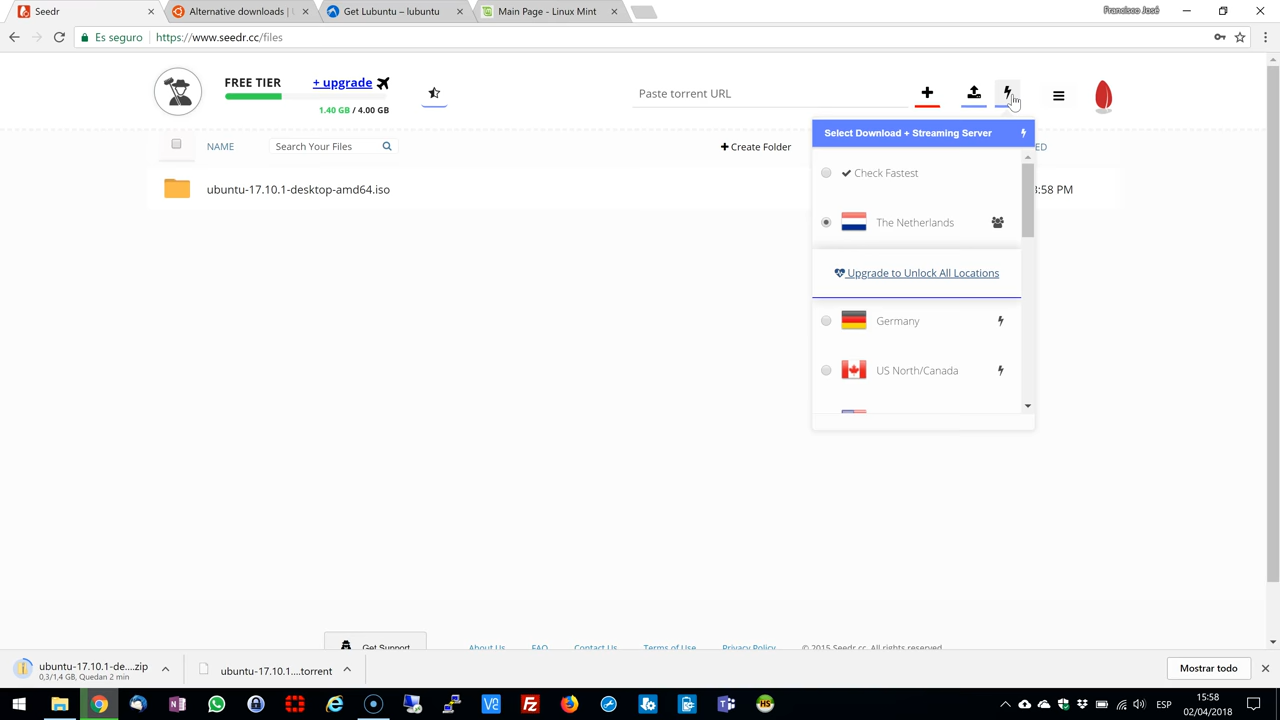 Seedr
Alternative downloads | U
Get Lubuntu – lubuntu
Main Page - Linux Mint
Francisco José
Es seguro
https://www.seedr.cc/files
FREE TIER
+ upgrade
1.40 GB / 4.00 GB
Paste torrent URL
Select Download + Streaming Server
NAME
Search Your Files
Create Folder
ED
Check Fastest
ubuntu-17.10.1-desktop-amd64.iso
:58 PM
The Netherlands
Upgrade to Unlock All Locations
Germany
US North/Canada
Get Support
About Us
FAQ
Contact Us
Terms of Use
Privacy Policy
© 2015 Seedr.cc. All rights reserved
ubuntu-17.10.1-de....zip
0,3/1,4 GB, Quedan 2 min
ubuntu-17.10.1....torrent
Mostrar todo
ESP
15:58
02/04/2018